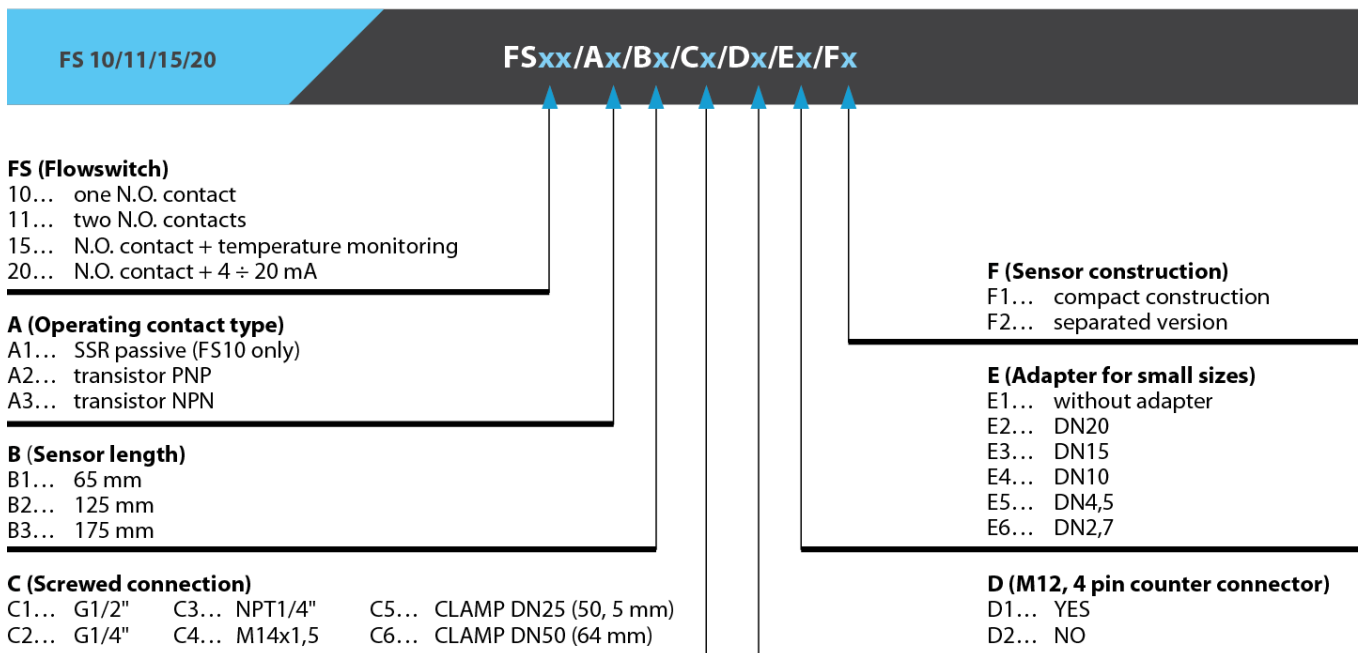 FS 10/11/15/20
FSxx/Ax/Bx/Cx/Dx/Ex/Fx
FS (Flowswitch)
10… one N.O. contact
11… two N.O. contacts
15… N.O. contact + temperature monitoring
20… N.O. contact + 4 ÷ 20 mA
A (Operating contact type)
A1… SSR passive (FS10 only)
A2… transistor PNP
A3… transistor NPN
B (Sensor length)
B1… 65 mm
B2… 125 mm
B3… 175 mm
C (Screwed connection)
C1… G1/2" C3… NPT1/4" C5… CLAMP DN25 (50, 5 mm)
C2… G1/4" C4… M14x1,5 C6… CLAMP DN50 (64 mm)
F (Sensor construction)
F1… compact construction
F2… separated version
E (Adapter for small sizes)
E1… without adapter
E2… DN20
E3… DN15
E4… DN10
E5… DN4,5
E6… DN2,7
D (M12, 4 pin counter connector)
D1… YES
D2… NO